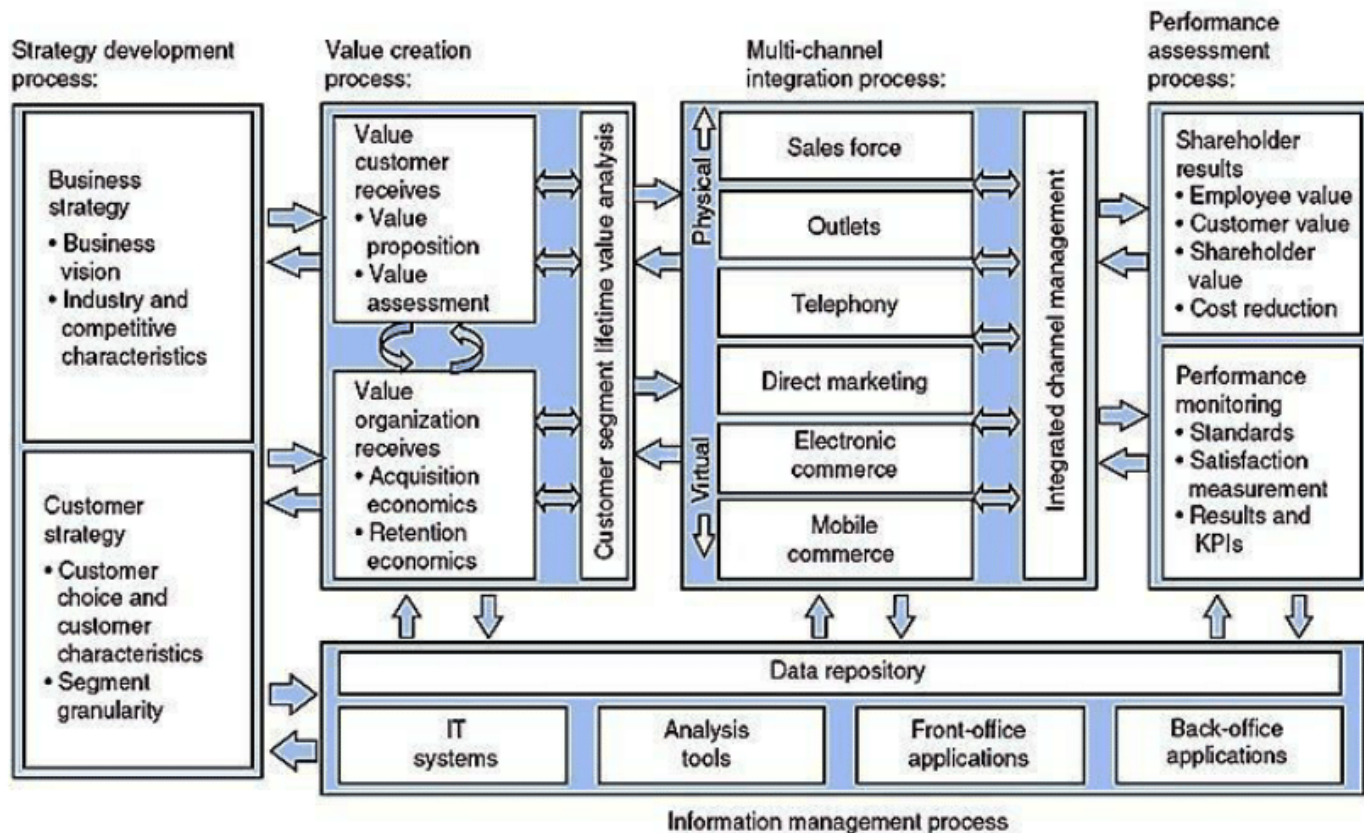 Strategy development
process:
Value creation
process:
Multi-channel
integration process:
Performance
assessment
process:
Business
strategy
• Business
vision
• Industry and
competitive
characteristics
Customer
strategy
• Customer
choice and
customer
characteristics
• Segment
granularity
Value
customer
receives
• Value
proposition
• Value
assessment
Value
organization
receives
• Acquisition
economics
• Retention
economics
Customer segment lifetime value analysis
Physical
Virtual
Sales force
Outlets
Telephony
Direct marketing
Electronic
commerce
Mobile
commerce
Integrated channel management
Shareholder
results
• Employee value
• Customer value
• Shareholder
value
• Cost reduction
Performance
monitoring
• Standards
• Satisfaction
measurement
• Results and
KPIs
Data repository
IT
systems
Analysis
tools
Front-office
applications
Back-office
applications
Information management process